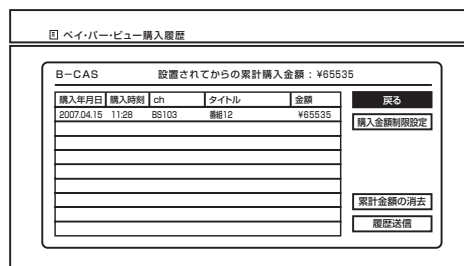 ペイ・パー・ビュー購入履歴
B-CAS 設置されてからの累計購入金額：¥65535
購入年月日 購入時刻 ch タイトル 金額
2007.04.15 11:28 BS103 番組12 ¥65535
戻る
購入金額制限設定
累計金額の消去
履歴送信